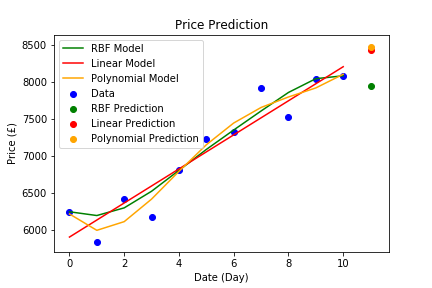 Price Prediction
8500
8000
7500
7000
6500
6000
Price (£)
RBF Model
Linear Model
Polynomial Model
Data
RBF Prediction
Linear Prediction
Polynomial Prediction
0
2
4
6
8
10
Date (Day)